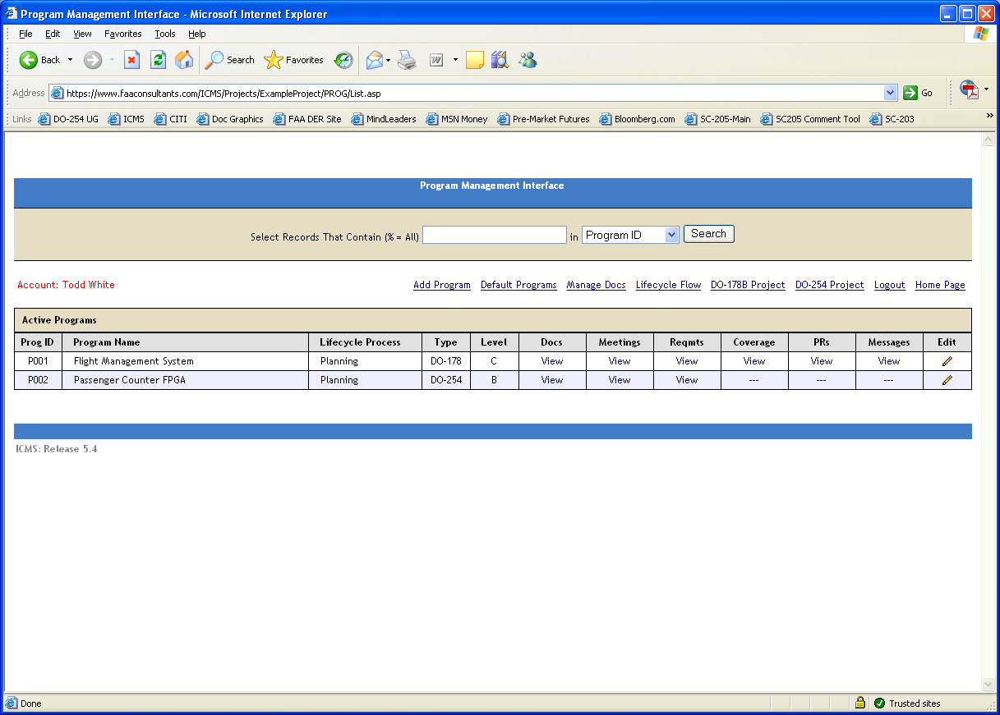 Program Management Interface - Microsoft Internet Explorer
File Edit View Favorites Tools Help
Back Search Favorites
Address https://www.faaconsultants.com/ICMS/Projects/ExampleProject/PROG/List.asp Go
Links DO-254 UG ICMS CITI Doc Graphics FAA DER Site MindLeaders MSN Money Pre-Market Futures Bloomberg.com SC-205-Main SC205 Comment Tool SC-203 »
Program Management Interface
Select Records That Contain (% = All) in Program ID Search
Account: Todd White Add Program Default Programs Manage Docs Lifecycle Flow DO-178B Project DO-254 Project Logout Home Page
Active Programs
Prog ID Program Name Lifecycle Process Type Level Docs Meetings Reqmts Coverage PRs Messages Edit
P001 Flight Management System Planning DO-178 C View View View View View View
P002 Passenger Counter FPGA Planning DO-254 B View View View --- --- ---
ICMS: Release 5.4
Done Trusted sites